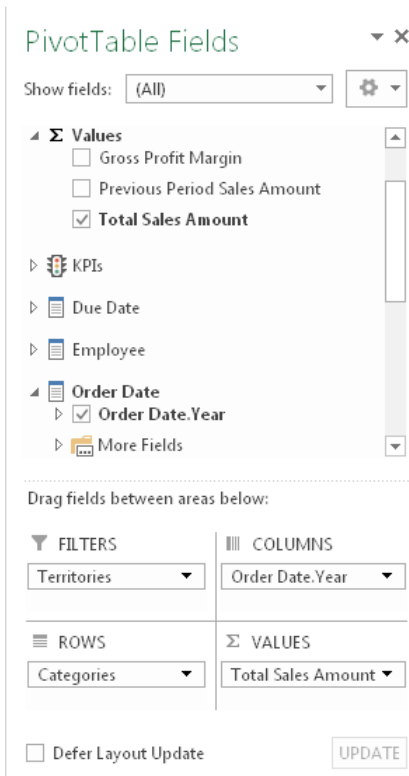 PivotTable Fields
Show fields: (All)
Σ Values
Gross Profit Margin
Previous Period Sales Amount
Total Sales Amount
KPIs
Due Date
Employee
Order Date
Order Date.Year
More Fields
Drag fields between areas below:
FILTERS
Territories
COLUMNS
Order Date.Year
ROWS
Categories
Σ VALUES
Total Sales Amount
Defer Layout Update
UPDATE